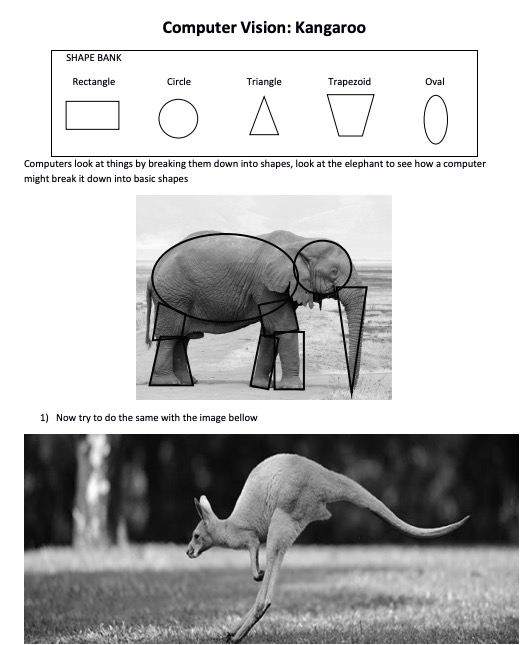 Computer Vision: Kangaroo
SHAPE BANK
Rectangle Circle Triangle Trapezoid Oval
Computers look at things by breaking them down into shapes, look at the elephant to see how a computer
might break it down into basic shapes
1) Now try to do the same with the image bellow